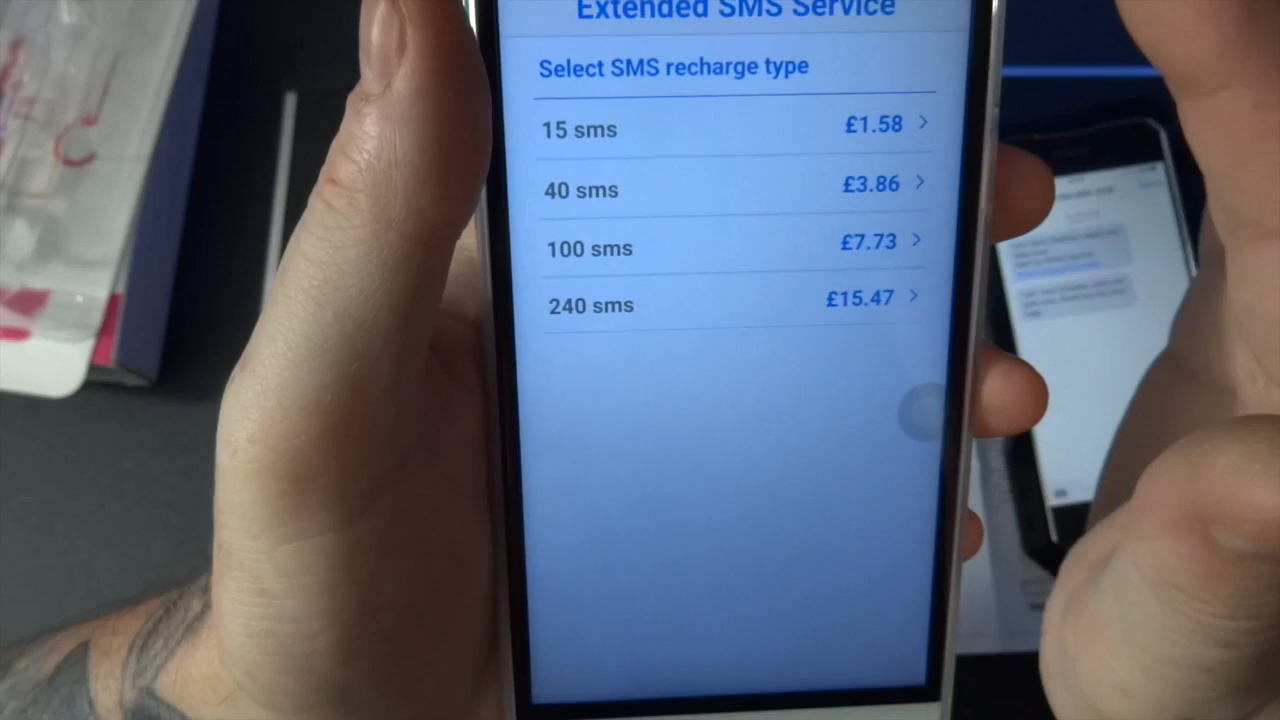 Extended SMS Service
Select SMS recharge type
15 sms £1.58
40 sms £3.86
100 sms £7.73
240 sms £15.47